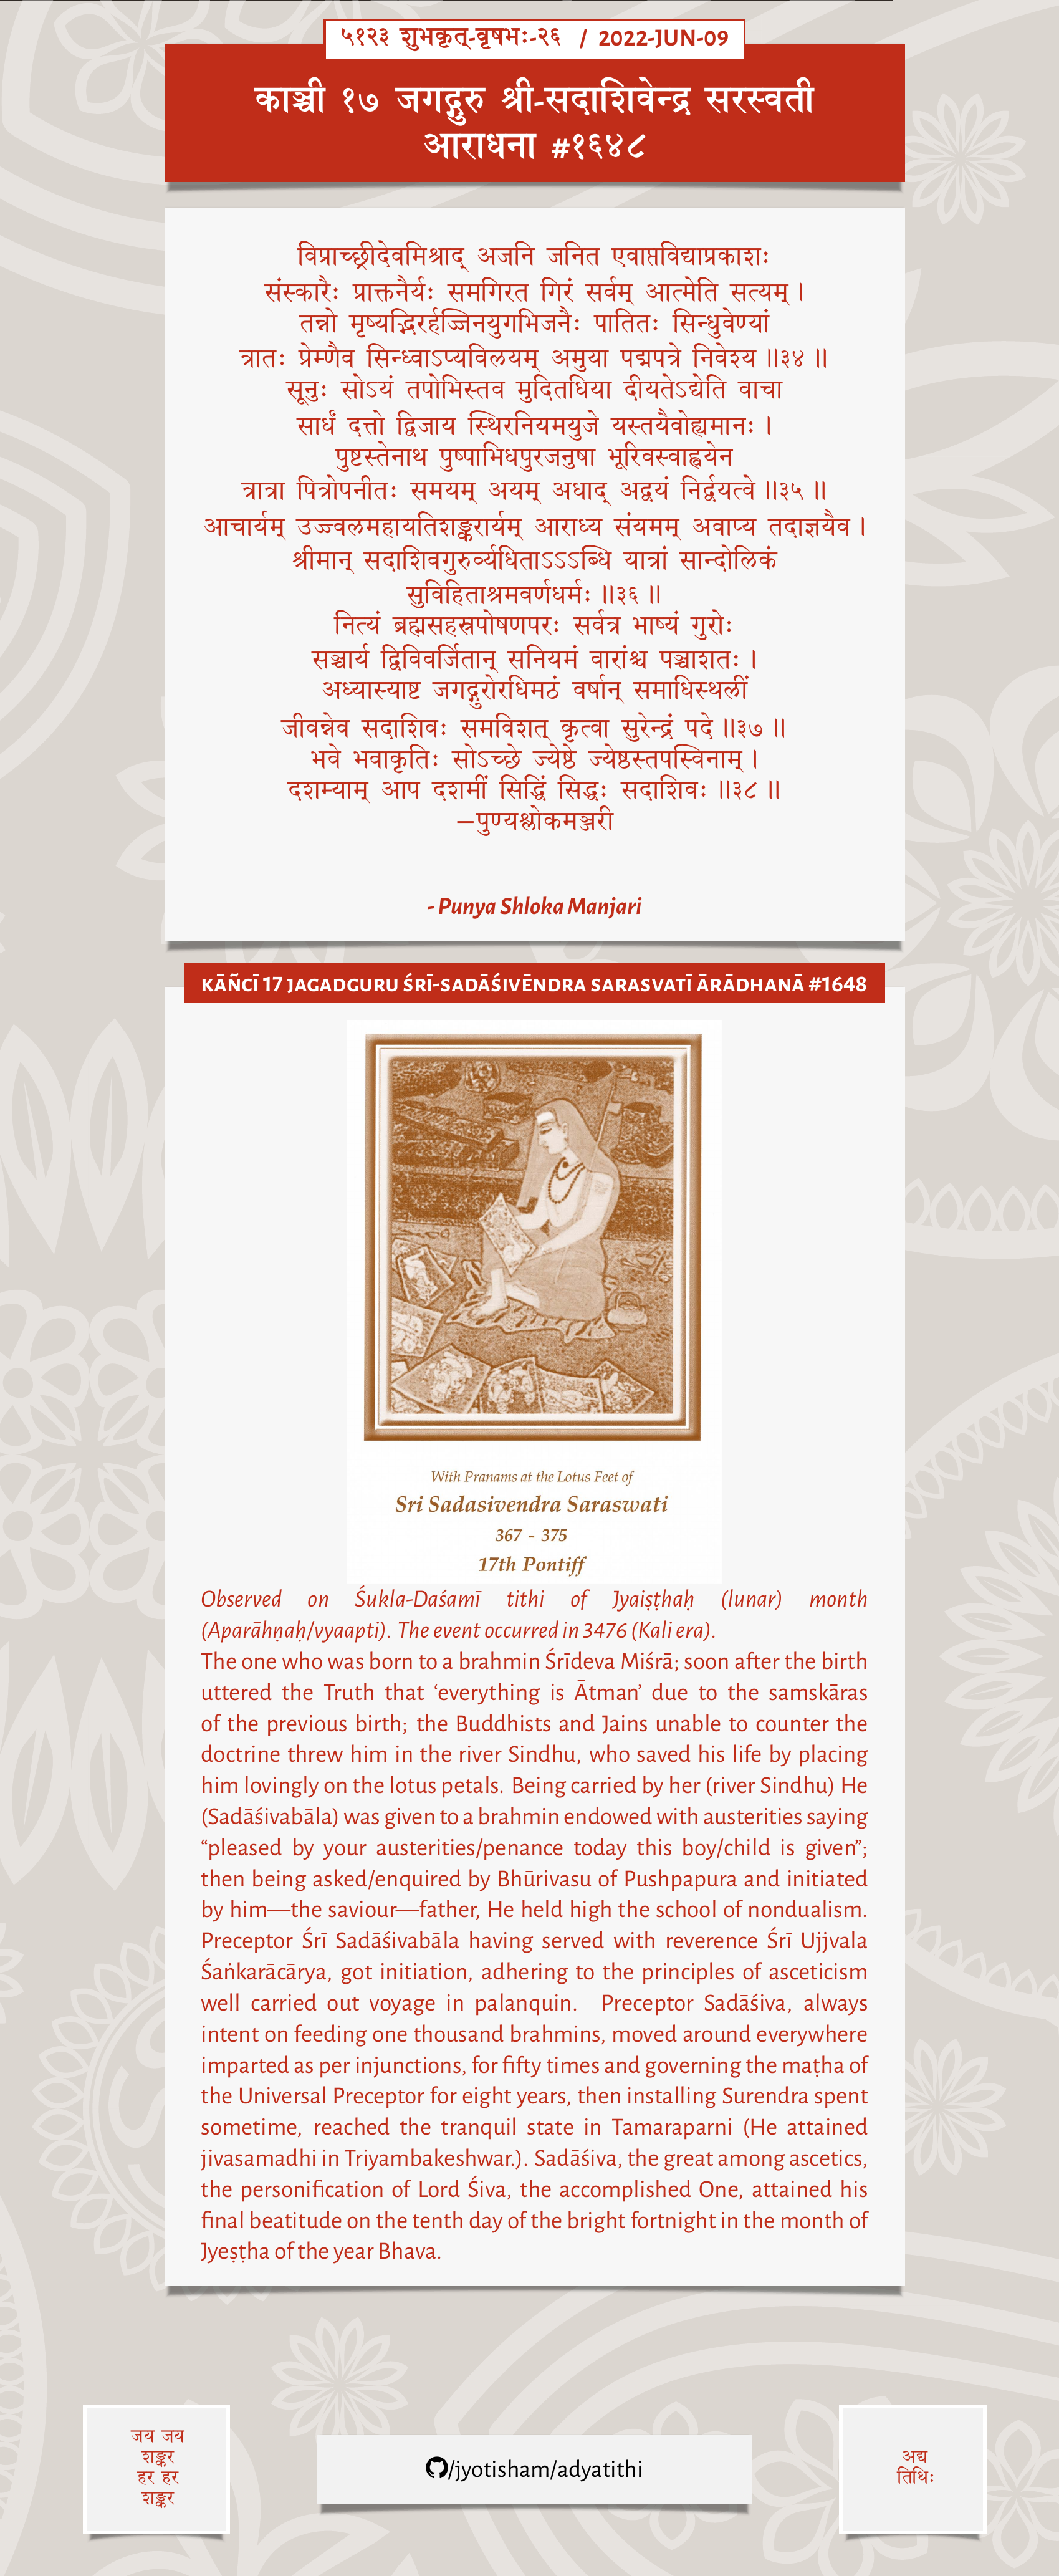 ५१२३ शुभकृत्-वृषभः-२६ / 2022-JUN-09
काञ्ची १७ जगद्गुरु श्री-सदाशिवेन्द्र सरस्वती
आराधना #१६४८
विप्राच्छ्रीदेवमिश्राद् अजनि जनित एवाप्तविद्याप्रकाशः
संस्कारैः प्राक्तनैर्यः समगिरत गिरं सर्वम् आत्मेति सत्यम् ।
तन्नो मृष्यद्भिरर्हज्जिनयुगभिजनैः पातितः सिन्धुवेण्यां
त्रातः प्रेम्णैव सिन्ध्वाऽप्यविलयम् अमुया पद्मपत्रे निवेश्य ॥३४ ॥
सूनुः सोऽयं तपोभिस्तव मुदितधिया दीयतेऽद्येति वाचा
सार्धं दत्तो द्विजाय स्थिरनियमयुजे यस्तयैवोह्यमानः ।
पुष्टस्तेनाथ पुष्पाभिधपुरजनुषा भूरिवस्वाह्वयेन
त्रात्रा पित्रोपनीतः समयम् अयम् अधाद् अद्वयं निर्द्वयत्वे ॥३५ ॥
आचार्यम् उज्ज्वलमहायतिशङ्करार्यम् आराध्य संयमम् अवाप्य तदाज्ञयैव ।
श्रीमान् सदाशिवगुरुर्व्यधिताऽऽऽब्धि यात्रां सान्दोलिकं
सुविहिताश्रमवर्णधर्मः ॥३६ ॥
नित्यं ब्रह्मसहस्रपोषणपरः सर्वत्र भाष्यं गुरोः
सञ्चार्य द्विविवर्जितान् सनियमं वारांश्च पञ्चाशतः ।
अध्यास्याष्ट जगद्गुरोरधिमठं वर्षान् समाधिस्थलीं
जीवन्नेव सदाशिवः समविशत् कृत्वा सुरेन्द्रं पदे ॥३७ ॥
भवे भवाकृतिः सोऽच्छे ज्येष्ठे ज्येष्ठस्तपस्विनाम् ।
दशम्याम् आप दशमीं सिद्धिं सिद्धः सदाशिवः ॥३८ ॥
—पुण्यश्लोकमञ्जरी
- Punya Shloka Manjari
KĀÑCĪ 17 JAGADGURU ŚRĪ-SADĀŚIVĒNDRA SARASVATĪ ĀRĀDHANĀ #1648
With Pranams at the Lotus Feet of
Sri Sadasivendra Saraswati
367 - 375
17th Pontiff
Observed on Śukla-Daśamī tithi of Jyaiṣṭhaḥ (lunar) month
(Aparāhṇaḥ/vyaapti). The event occurred in 3476 (Kali era).
The one who was born to a brahmin Śrīdeva Miśrā; soon after the birth
uttered the Truth that ‘everything is Ātman’ due to the samskāras
of the previous birth; the Buddhists and Jains unable to counter the
doctrine threw him in the river Sindhu, who saved his life by placing
him lovingly on the lotus petals. Being carried by her (river Sindhu) He
(Sadāśivabāla) was given to a brahmin endowed with austerities saying
“pleased by your austerities/penance today this boy/child is given”;
then being asked/enquired by Bhūrivasu of Pushpapura and initiated
by him—the saviour—father, He held high the school of nondualism.
Preceptor Śrī Sadāśivabāla having served with reverence Śrī Ujjvala
Śaṅkarācārya, got initiation, adhering to the principles of asceticism
well carried out voyage in palanquin. Preceptor Sadāśiva, always
intent on feeding one thousand brahmins, moved around everywhere
imparted as per injunctions, for fifty times and governing the maṭha of
the Universal Preceptor for eight years, then installing Surendra spent
sometime, reached the tranquil state in Tamaraparni (He attained
jivasamadhi in Triyambakeshwar.). Sadāśiva, the great among ascetics,
the personification of Lord Śiva, the accomplished One, attained his
final beatitude on the tenth day of the bright fortnight in the month of
Jyeṣṭha of the year Bhava.
जय जय
शङ्कर
हर हर
शङ्कर
/jyotisham/adyatithi
अद्य
तिथिः